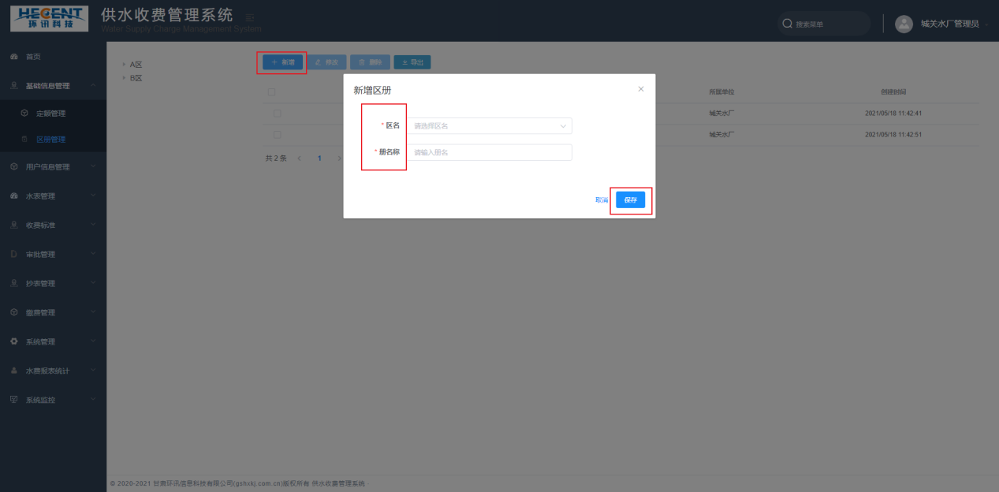 HECENT
环讯科技
供水收费管理系统
Water Supply Charge Management System
搜索菜单
城关水厂管理员
首页
基础信息管理
定额管理
区册管理
用户信息管理
水表管理
收费标准
审批管理
抄表管理
缴费管理
系统管理
水费报表统计
系统监控
A区
B区
新增 修改 删除 导出
所属单位 创建时间
城关水厂 2021/05/18 11:42:41
城关水厂 2021/05/18 11:42:51
共 2 条 1
新增区册
* 区名 请选择区名
* 册名称 请输入册名
取消 保存
© 2020-2021 甘肃环讯信息科技有限公司(gshxkj.com.cn)版权所有 供水收费管理系统